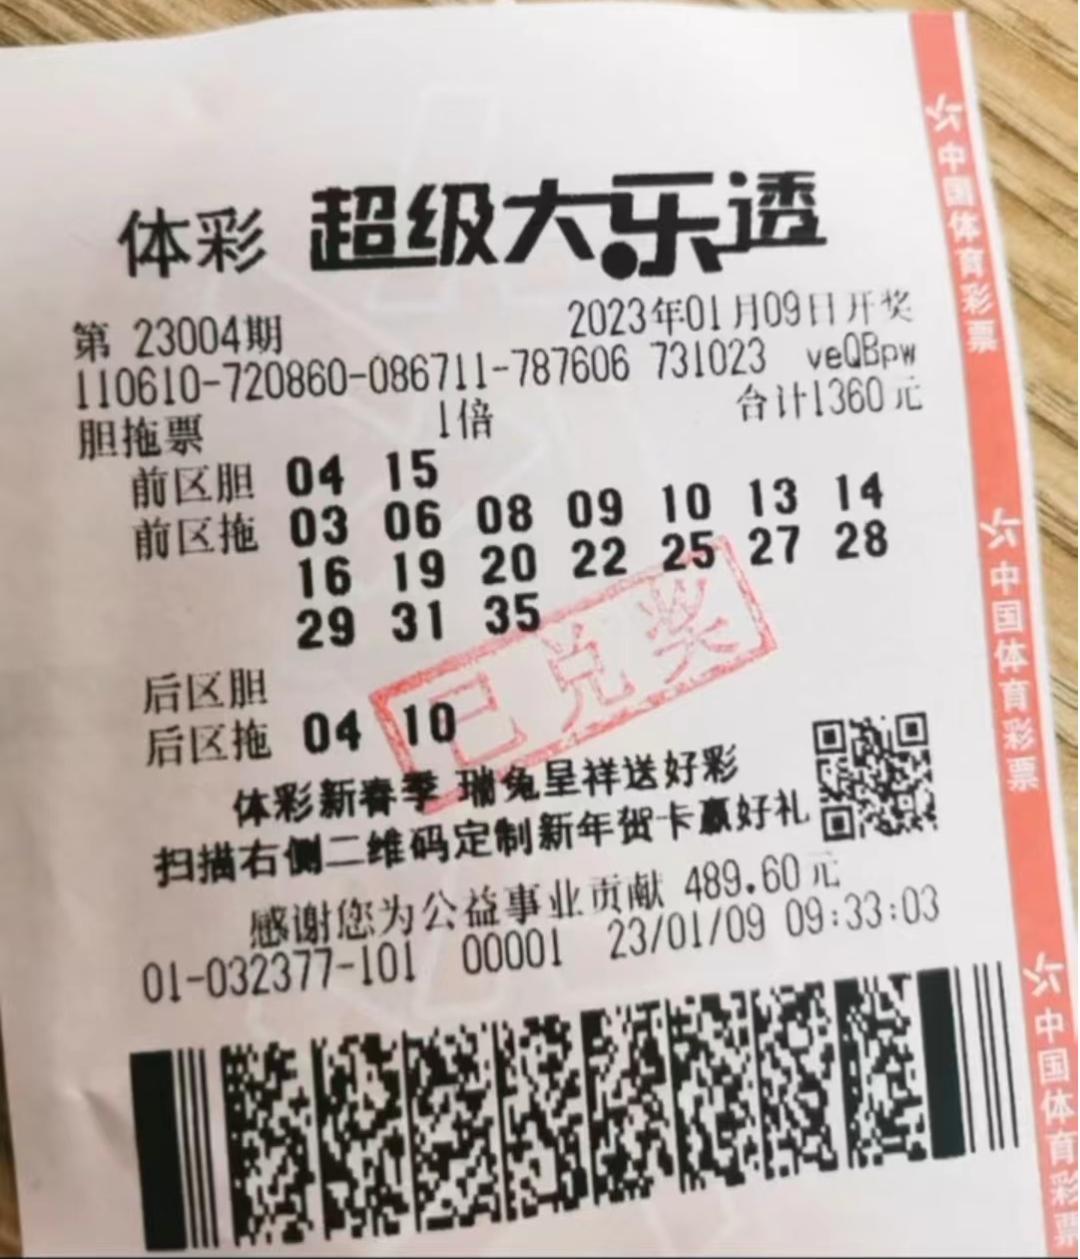 体彩 超级大乐透
第 23004期 2023年01月09日开奖
110610-720860-086711-787606 731023 veQBpw
胆拖票 1倍 合计1360元
前区胆 04 15
前区拖 03 06 08 09 10 13 14
16 19 20 22 25 27 28
29 31 35
已兑奖
后区胆
后区拖 04 10
体彩新春季 瑞兔呈祥送好彩
扫描右侧二维码定制新年贺卡赢好礼
感谢您为公益事业贡献 489.60元
01-032377-101 00001 23/01/09 09:33:03
中国体育彩票
中国体育彩票
中国体育彩票